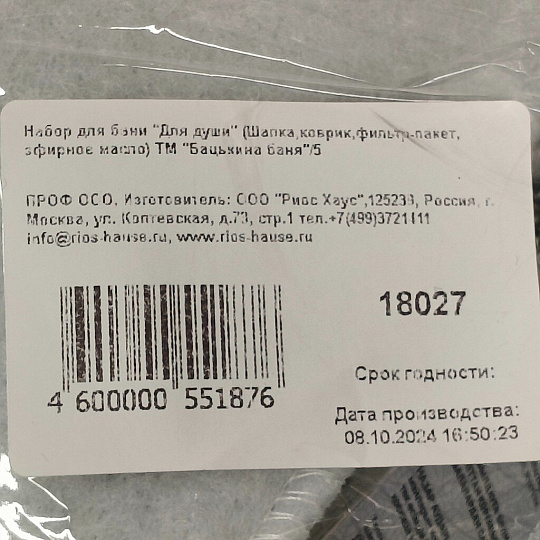 Набор для бани "Для души" (Шапка,коврик,фильтр-пакет,
эфирное масло) ТМ "Бацькина баня"/5
ПРОФ ОСО. Изготовитель: ООО "Риос Хаус",125239, Россия, г.
Москва, ул. Коптевская, д.73, стр.1 тел.+7(499)3721111
info@rios-hause.ru, www.rios-hause.ru
18027
Срок годности:
4 600000 551876
Дата производства:
08.10.2024 16:50:23